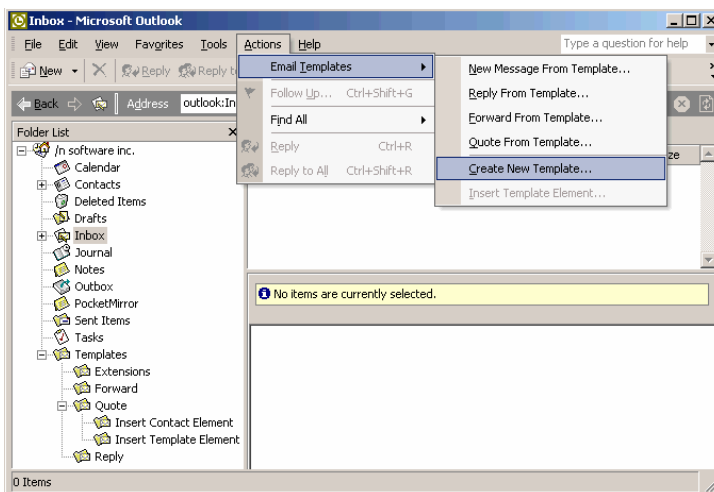 Inbox - Microsoft Outlook
File Edit View Favorites Tools Actions Help Type a question for help
New Reply Reply t
Back Address outlook:In
Email Templates
Follow Up... Ctrl+Shift+G
Find All
Reply Ctrl+R
Reply to All Ctrl+Shift+R
New Message From Template...
Reply From Template...
Forward From Template...
Quote From Template...
Create New Template...
Insert Template Element...
ze
Folder List
/n software inc.
Calendar
Contacts
Deleted Items
Drafts
Inbox
Journal
Notes
Outbox
PocketMirror
Sent Items
Tasks
Templates
Extensions
Forward
Quote
Insert Contact Element
Insert Template Element
Reply
No items are currently selected.
0 Items